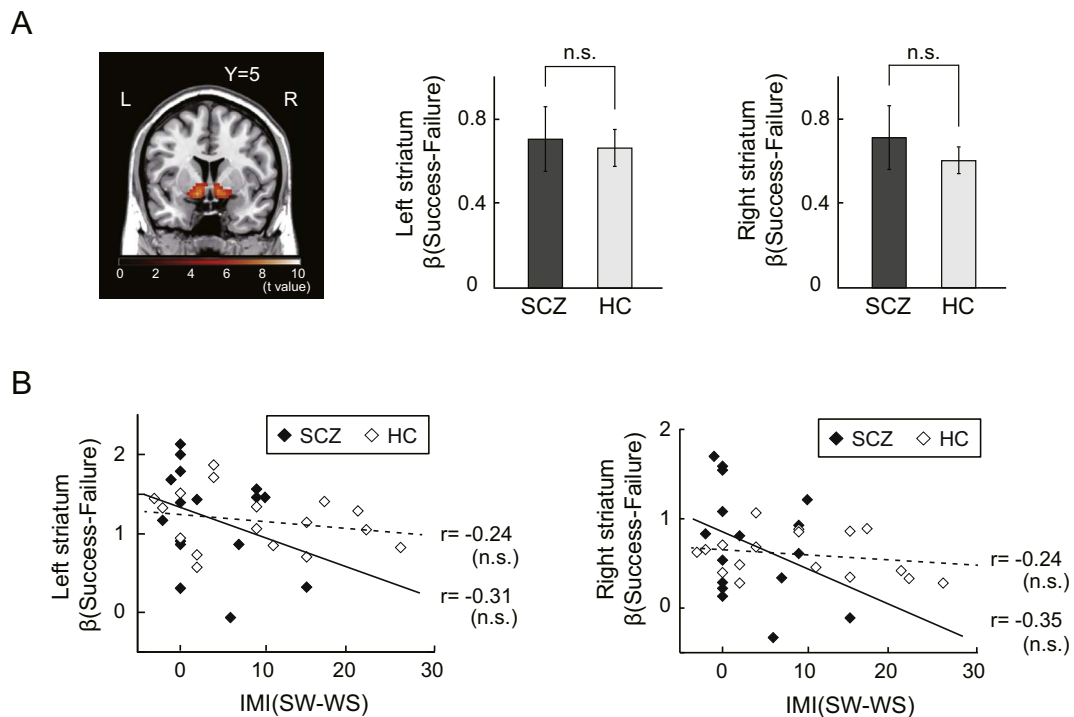 A
Y=5
L
R
0 2 4 6 8 10
(t value)
Left striatum
β(Success-Failure)
0.8
0.4
0
n.s.
SCZ HC
Right striatum
β(Success-Failure)
0.8
0.4
0
n.s.
SCZ HC
B
Left striatum
β(Success-Failure)
2
1
0
SCZ HC
r= -0.24
(n.s.)
r= -0.31
(n.s.)
0 10 20 30
IMI(SW-WS)
Right striatum
β(Success-Failure)
2
1
0
SCZ HC
r= -0.24
(n.s.)
r= -0.35
(n.s.)
0 10 20 30
IMI(SW-WS)